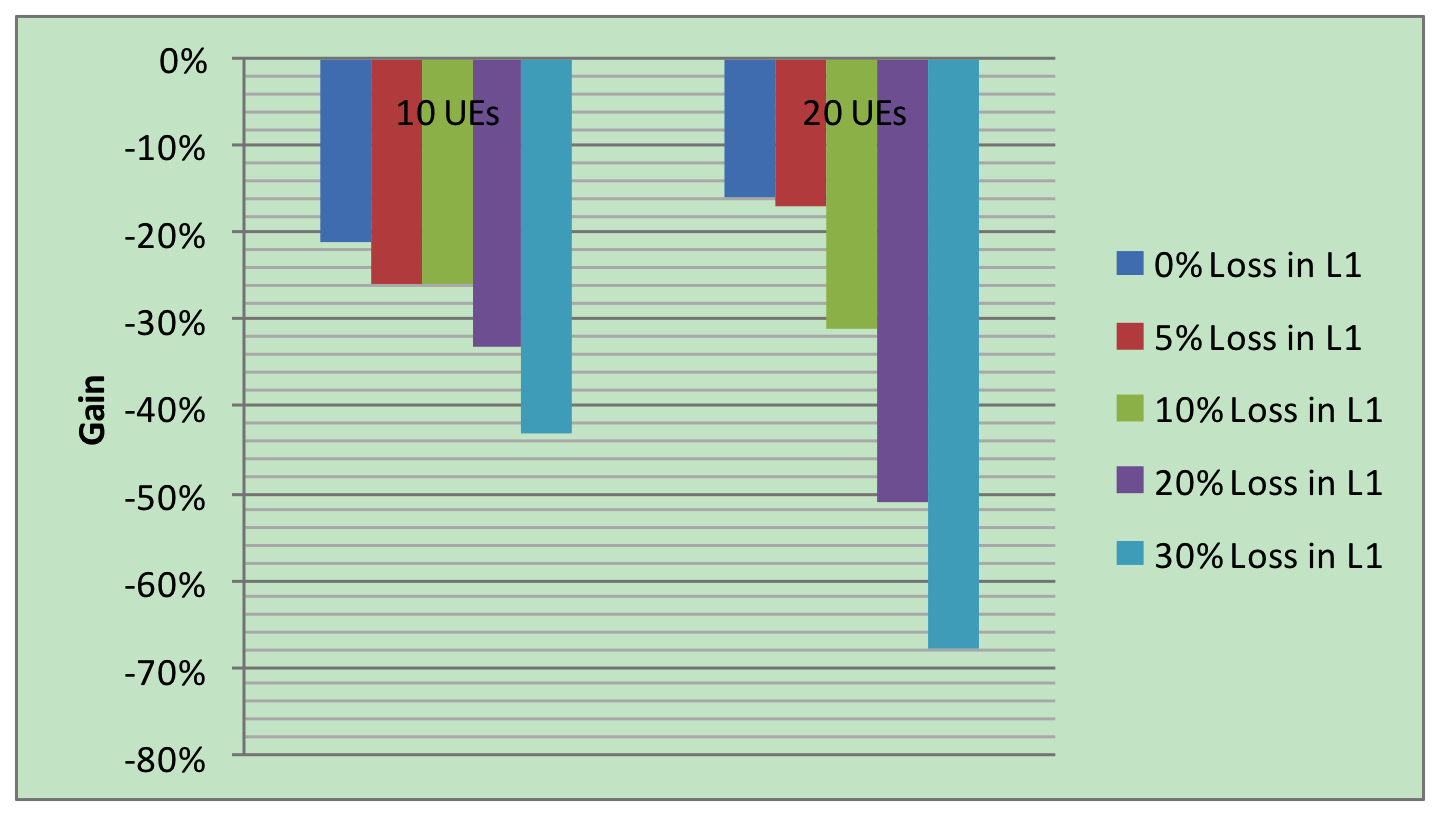 0%
-10%
-20%
-30%
-40%
-50%
-60%
-70%
-80%
Gain
10 UEs
20 UEs
0% Loss in L1
5% Loss in L1
10% Loss in L1
20% Loss in L1
30% Loss in L1